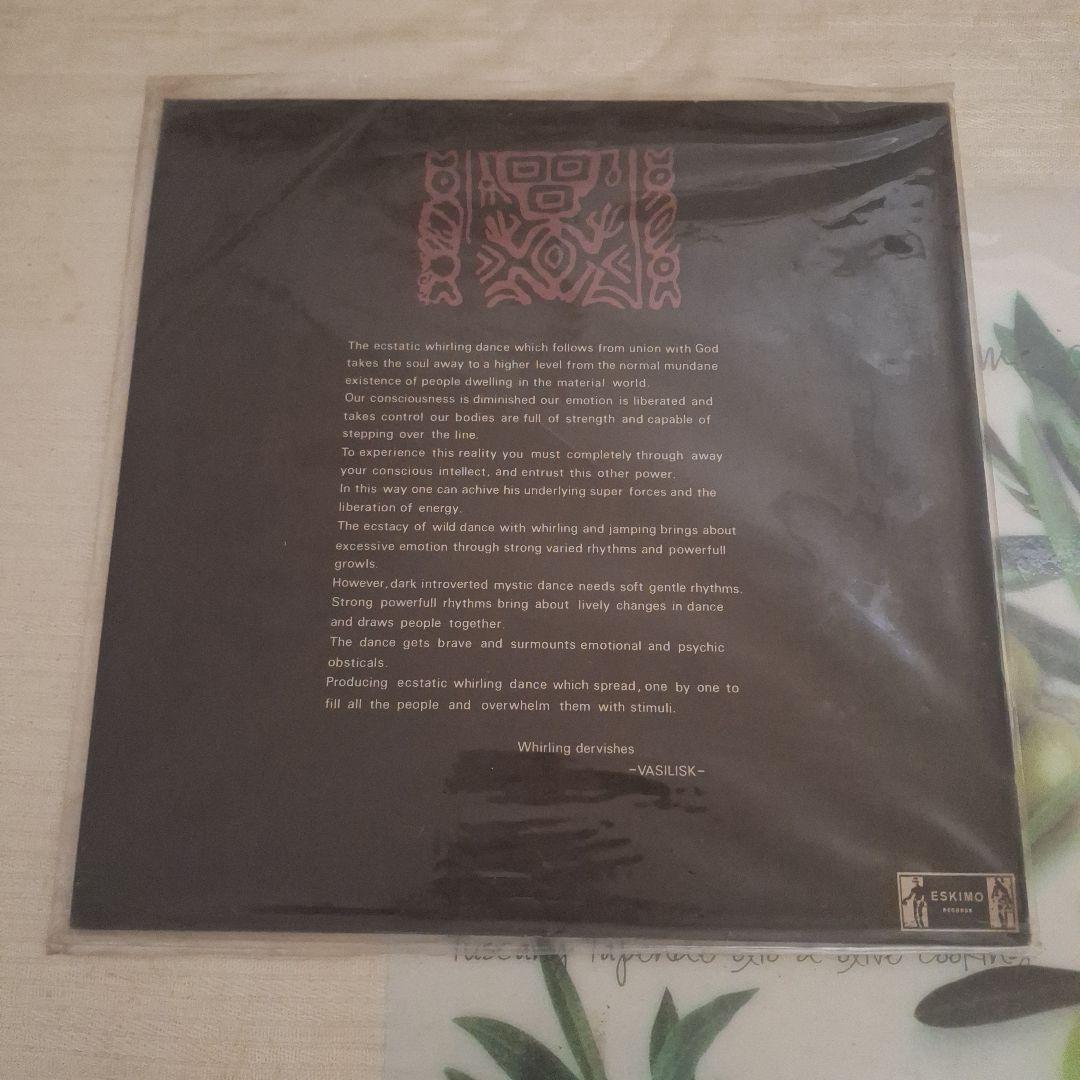 The ecstatic whirling dance which follows from union with God
takes the soul away to a higher level from the normal mundane
existence of people dwelling in the material world.
Our consciousness is diminished our emotion is liberated and
takes control our bodies are full of strength and capable of
stepping over the line.
To experience this reality you must completely through away
your conscious intellect, and entrust this other power.
In this way one can achive his underlying super forces and the
liberation of energy.
The ecstacy of wild dance with whirling and jamping brings about
excessive emotion through strong varied rhythms and powerfull
growls.
However, dark introverted mystic dance needs soft gentle rhythms.
Strong powerfull rhythms bring about lively changes in dance
and draws people together.
The dance gets brave and surmounts emotional and psychic
obsticals.
Producing ecstatic whirling dance which spread, one by one to
fill all the people and overwhelm them with stimuli.
Whirling dervishes
-VASILISK-
ESKIMO
RECORDS